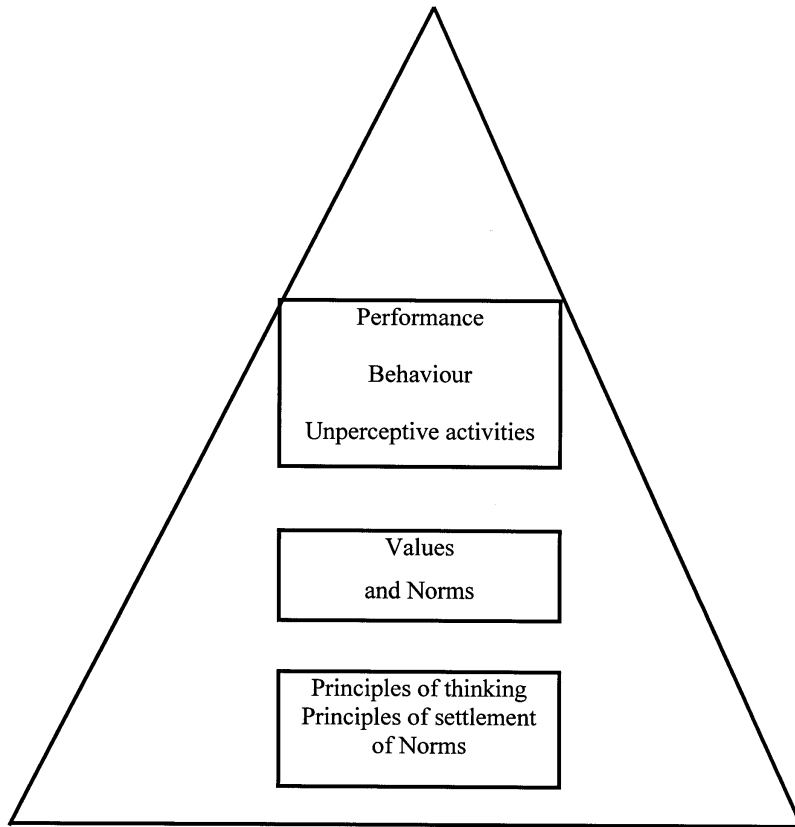 Performance
Behaviour
Unperceptive activities
Values
and Norms
Principles of thinking
Principles of settlement
of Norms